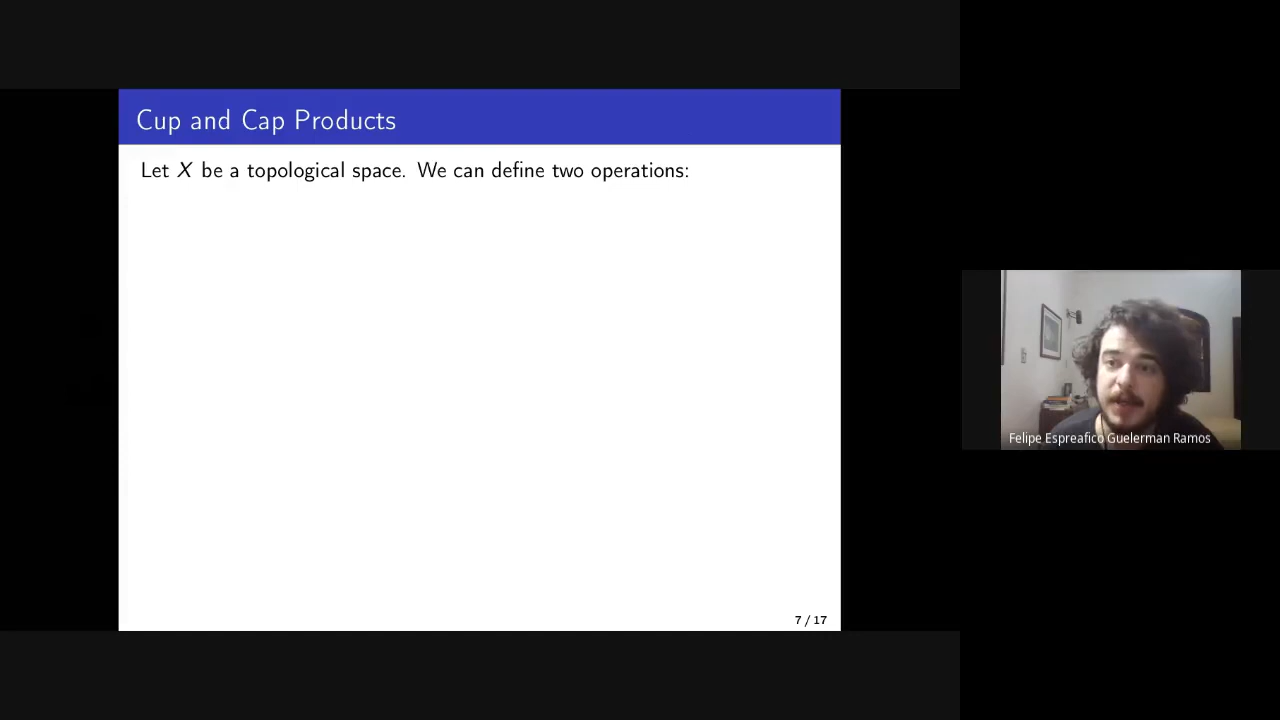 Cup and Cap Products
Let X be a topological space. We can define two operations:
7 / 17
Felipe Espreafico Guelerman Ramos